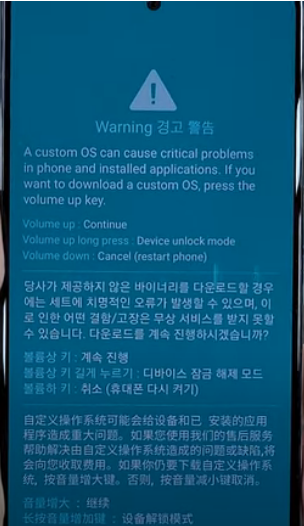 Warning 경고 警告
A custom OS can cause critical problems
in phone and installed applications. If you
want to download a custom OS, press the
volume up key.
Volume up : Continue
Volume up long press : Device unlock mode
Volume down : Cancel (restart phone)
당사가 제공하지 않은 바이너리를 다운로드할 경우
에는 세트에 치명적인 오류가 발생할 수 있으며, 이
로 인한 어떤 결함/고장은 무상 서비스를 받지 못할
수 있습니다. 다운로드를 계속 진행하시겠습니까?
볼륨상 키 : 계속 진행
볼륨상 키 길게 누르기 : 디바이스 잠금 해제 모드
볼륨하 키 : 취소 (휴대폰 다시 켜기)
自定义操作系统可能会给设备和已 安装的应用
程序造成重大问题。如果您使用我们的售后服务
帮助解决由自定义操作系统造成的问题或缺陷,将
会向您收取费用。如果你仍要下载自定义操作系
统, 按音量增大键。否则, 按音量减小键取消。
音量增大 : 继续
长按音量增加键 : 设备解锁模式